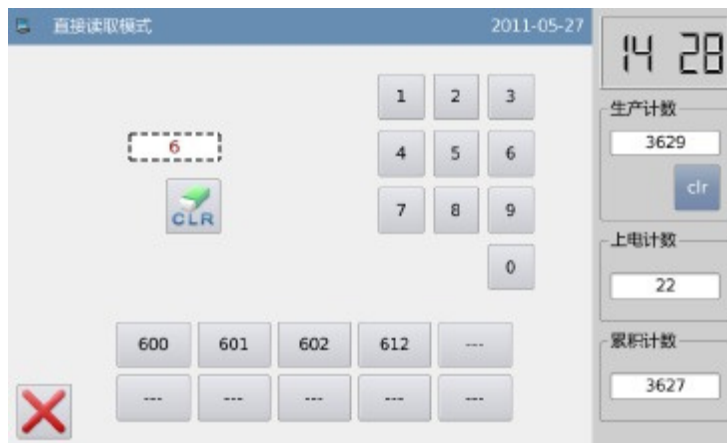 直接读取模式 2011-05-27
14 28
1 2 3
生产计数
6
3629
4 5 6
clr
CLR
7 8 9
上电计数
0
22
600 601 602 612 ---
累积计数
--- --- --- --- ---
3627